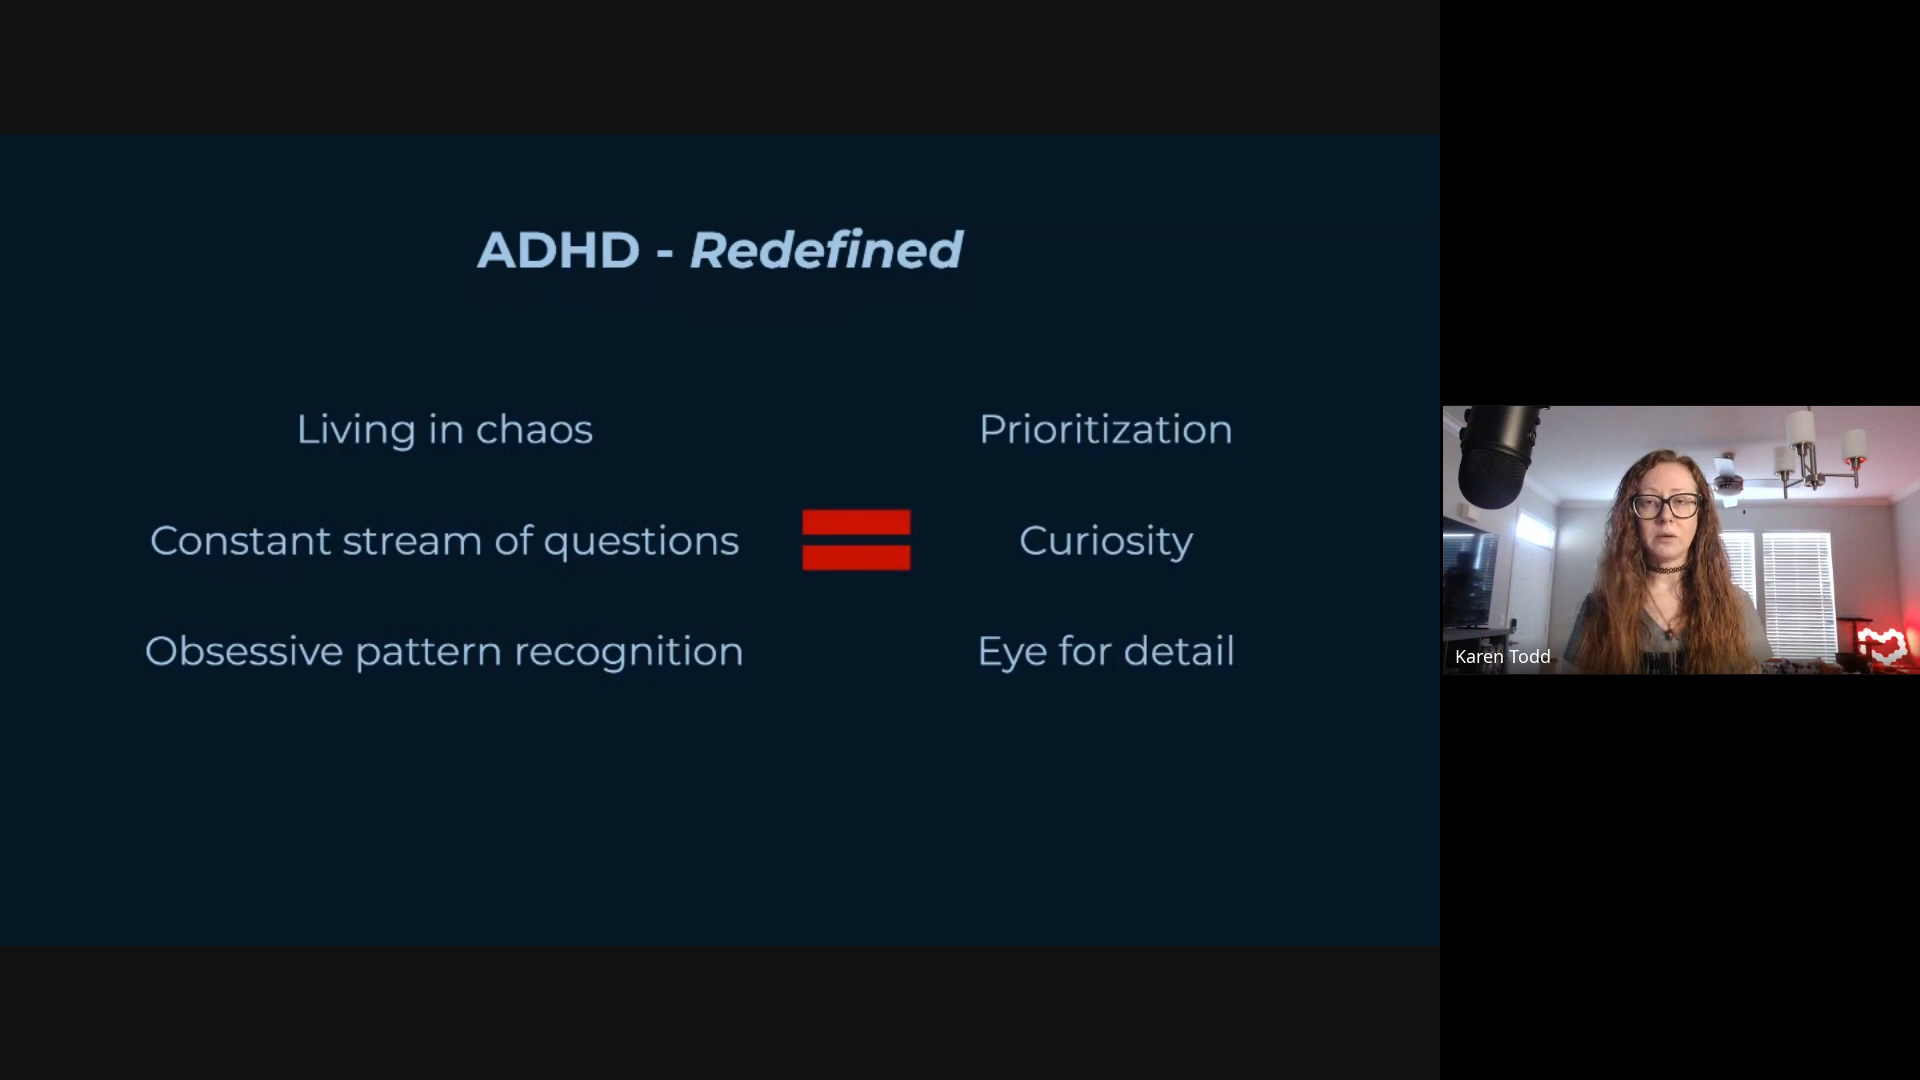 ADHD - Redefined
Living in chaos
Prioritization
Constant stream of questions
Curiosity
Obsessive pattern recognition
Eye for detail
Karen Todd